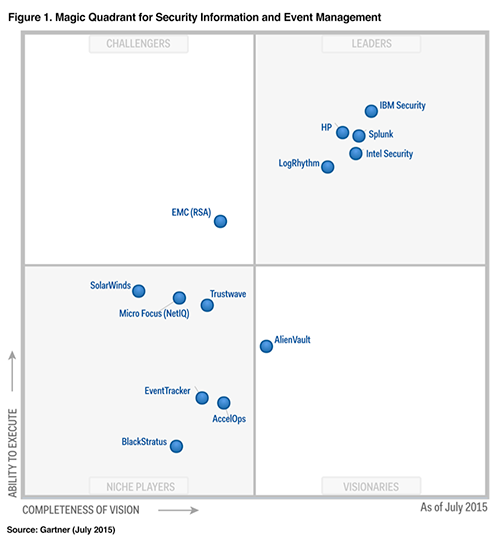 Figure 1. Magic Quadrant for Security Information and Event Management
CHALLENGERS
LEADERS
IBM Security
HP
Splunk
Intel Security
LogRhythm
EMC (RSA)
SolarWinds
Trustwave
Micro Focus (NetIQ)
AlienVault
EventTracker
AccelOps
BlackStratus
NICHE PLAYERS
VISIONARIES
ABILITY TO EXECUTE
COMPLETENESS OF VISION
As of July 2015
Source: Gartner (July 2015)